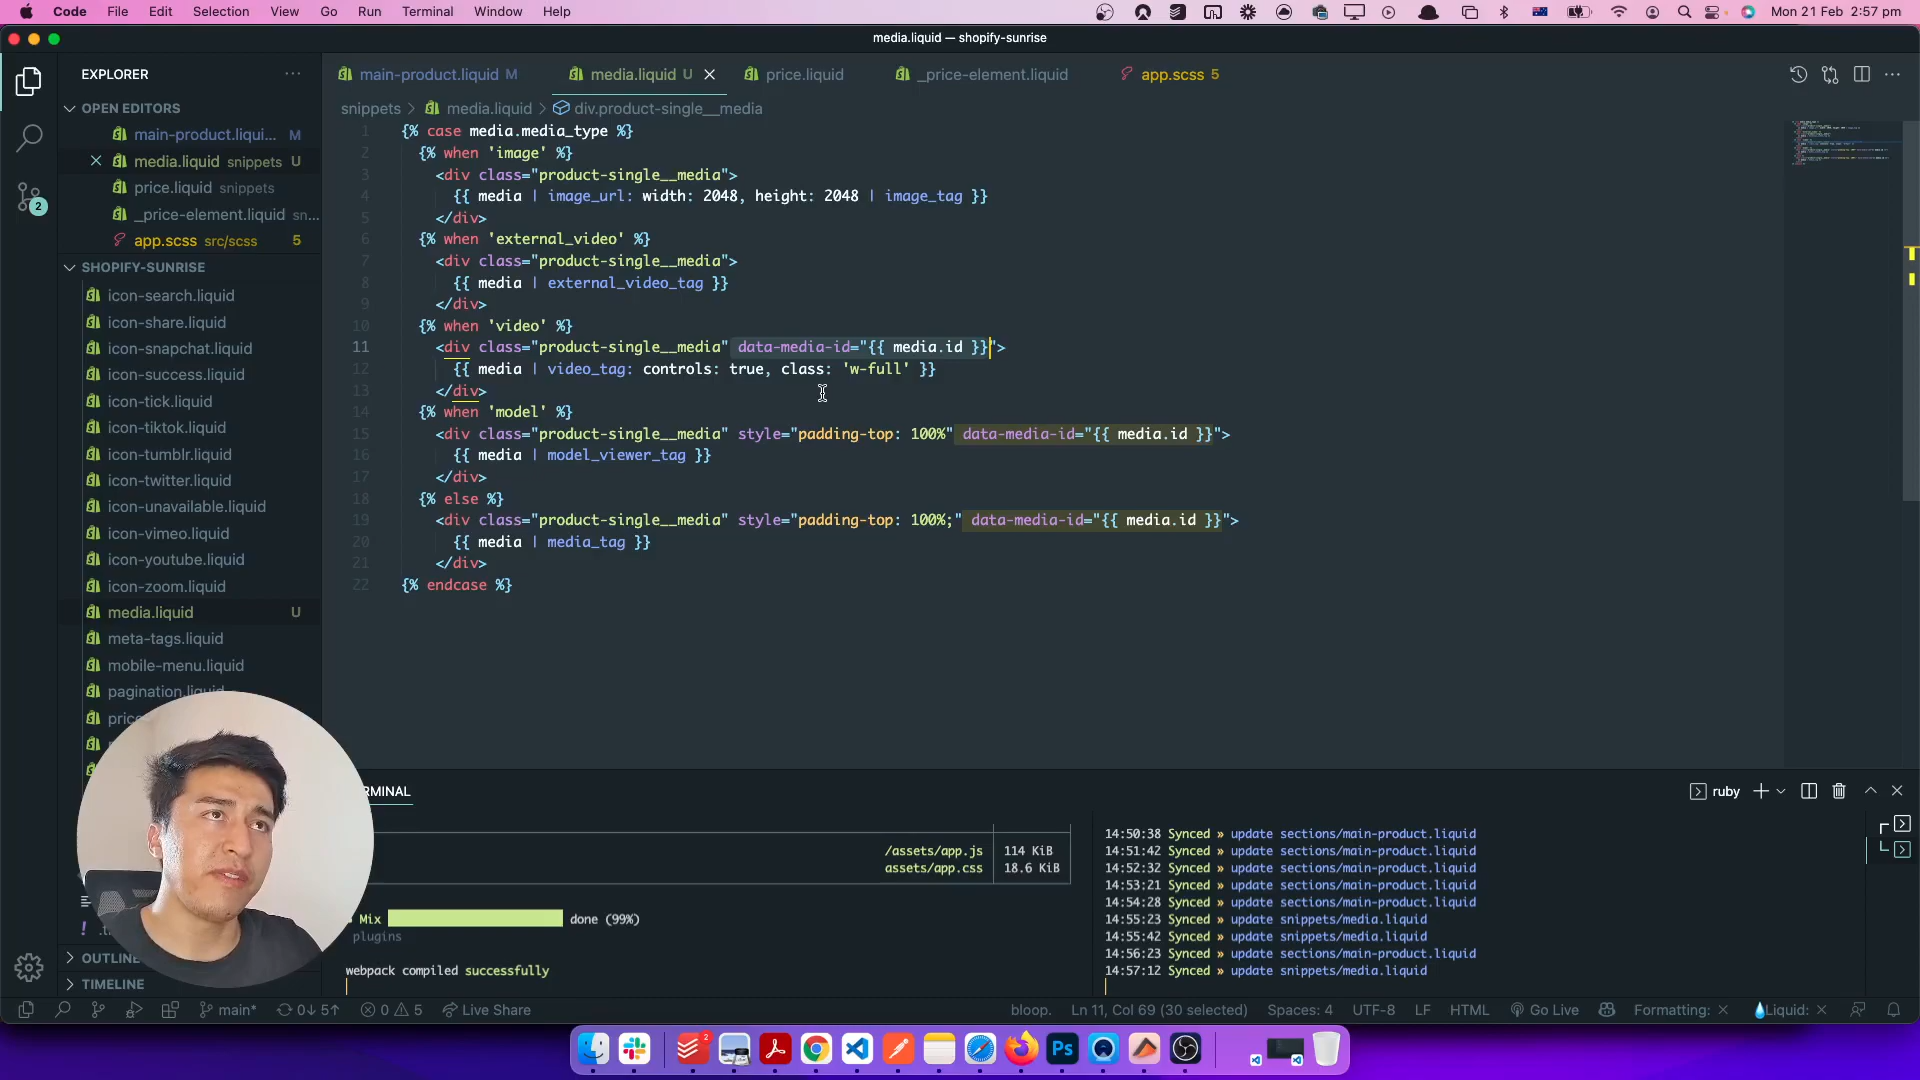 Code File Edit Selection View Go Run Terminal Window Help
Mon 21 Feb 2:57 pm
media.liquid — shopify-sunrise
EXPLORER
main-product.liquid M
media.liquid U
price.liquid
_price-element.liquid
app.scss 5
OPEN EDITORS
snippets > media.liquid > div.product-single__media
main-product.liqui... M
media.liquid snippets U
price.liquid snippets
_price-element.liquid sn...
app.scss src/scss 5
SHOPIFY-SUNRISE
icon-search.liquid
icon-share.liquid
icon-snapchat.liquid
icon-success.liquid
icon-tick.liquid
icon-tiktok.liquid
icon-tumblr.liquid
icon-twitter.liquid
icon-unavailable.liquid
icon-vimeo.liquid
icon-youtube.liquid
icon-zoom.liquid
media.liquid U
meta-tags.liquid
mobile-menu.liquid
pagination.liquid
OUTLINE
TIMELINE
2
1 {% case media.media_type %}
2 {% when 'image' %}
3 <div class="product-single__media">
4 {{ media | image_url: width: 2048, height: 2048 | image_tag }}
5 </div>
6 {% when 'external_video' %}
7 <div class="product-single__media">
8 {{ media | external_video_tag }}
9 </div>
10 {% when 'video' %}
11 <div class="product-single__media" data-media-id="{{ media.id }}">
12 {{ media | video_tag: controls: true, class: 'w-full' }}
13 </div>
14 {% when 'model' %}
15 <div class="product-single__media" style="padding-top: 100%" data-media-id="{{ media.id }}">
16 {{ media | model_viewer_tag }}
17 </div>
18 {% else %}
19 <div class="product-single__media" style="padding-top: 100%;" data-media-id="{{ media.id }}">
20 {{ media | media_tag }}
21 </div>
22 {% endcase %}
ruby
/assets/app.js 114 KiB
assets/app.css 18.6 KiB
Mix done (99%)
plugins
webpack compiled successfully
14:50:38 Synced » update sections/main-product.liquid
14:51:42 Synced » update sections/main-product.liquid
14:52:32 Synced » update sections/main-product.liquid
14:53:21 Synced » update sections/main-product.liquid
14:54:28 Synced » update sections/main-product.liquid
14:55:23 Synced » update snippets/media.liquid
14:55:42 Synced » update snippets/media.liquid
14:56:23 Synced » update sections/main-product.liquid
14:57:12 Synced » update snippets/media.liquid
main* 0↓ 5↑ 0 5 Live Share
bloop. Ln 11, Col 69 (30 selected) Spaces: 4 UTF-8 LF HTML Go Live Formatting: Liquid:
2
Ps